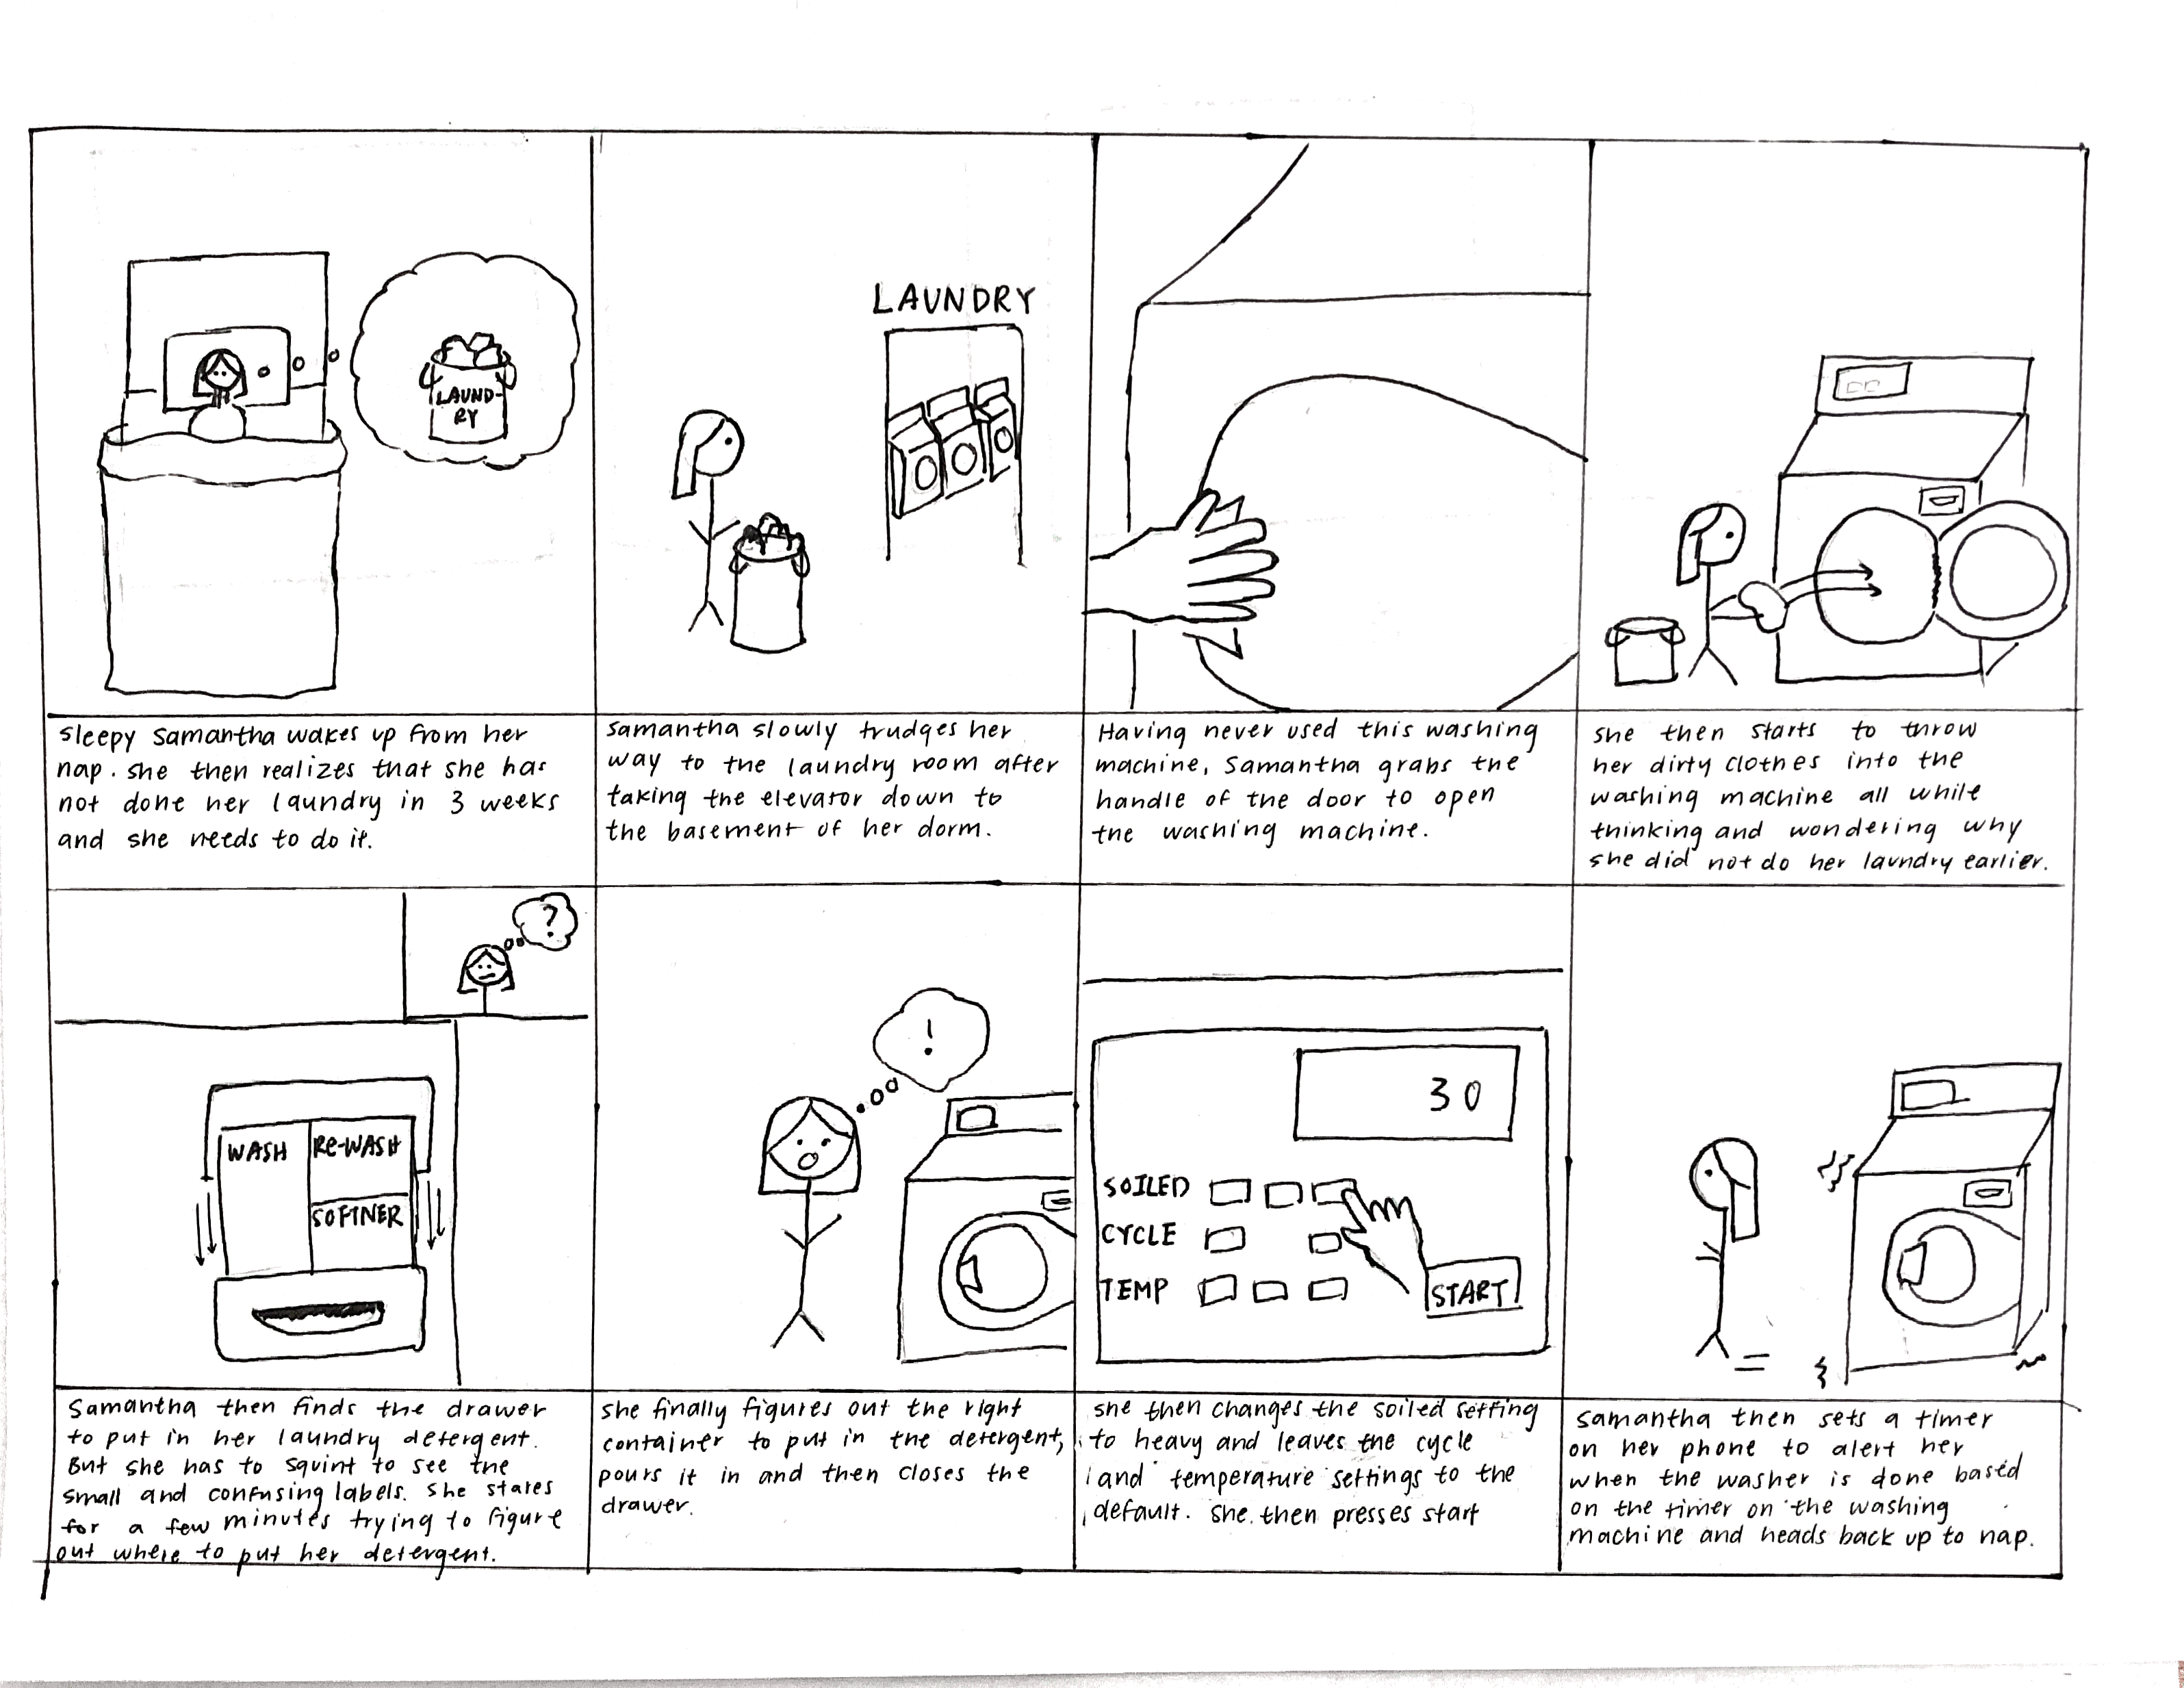 LAUND-
RY
LAUNDRY
sleepy Samantha wakes up from her
nap. she then realizes that she has
not done her laundry in 3 weeks
and she needs to do it.
Samantha slowly trudges her
way to the laundry room after
taking the elevator down to
the basement of her dorm.
Having never used this washing
machine, Samantha grabs the
handle of the door to open
the washing machine.
she then starts to throw
her dirty clothes into the
washing machine all while
thinking and wondering why
she did not do her laundry earlier.
?
WASH
Re-WASH
SOFTNER
!
30
SOILED
CYCLE
TEMP
START
Samantha then finds the drawer
to put in her laundry detergent.
But she has to squint to see the
small and confusing labels. She stares
for a few minutes trying to figure
out where to put her detergent.
she finally figures out the right
container to put in the detergent,
pours it in and then closes the
drawer.
she then changes the soiled setting
to heavy and leaves the cycle
and temperature settings to the
default. She then presses start
Samantha then sets a timer
on her phone to alert her
when the washer is done based
on the timer on the washing
machine and heads back up to nap.